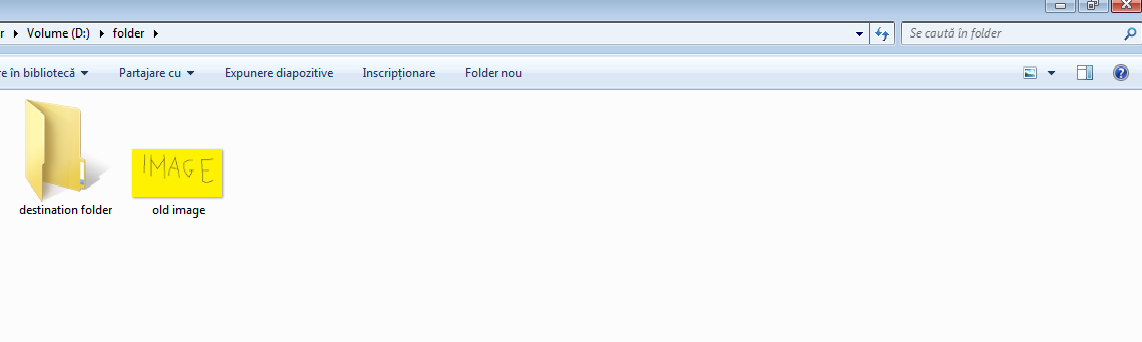 r ▸ Volume (D:) ▸ folder ▸
Se caută în folder
re în bibliotecă Partajare cu Expunere diapozitive Inscripționare Folder nou
IMAGE
destination folder old image